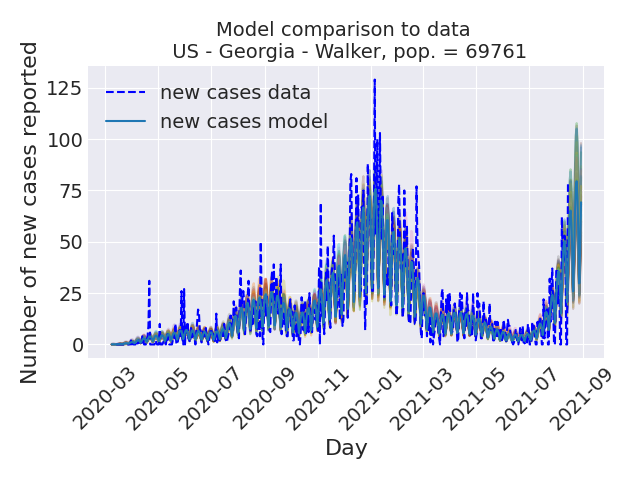 Model comparison to data
US - Georgia - Walker, pop. = 69761
Number of new cases reported
125
100
75
50
25
0
new cases data
new cases model
2020-03
2020-05
2020-07
2020-09
2020-11
2021-01
2021-03
2021-05
2021-07
2021-09
Day